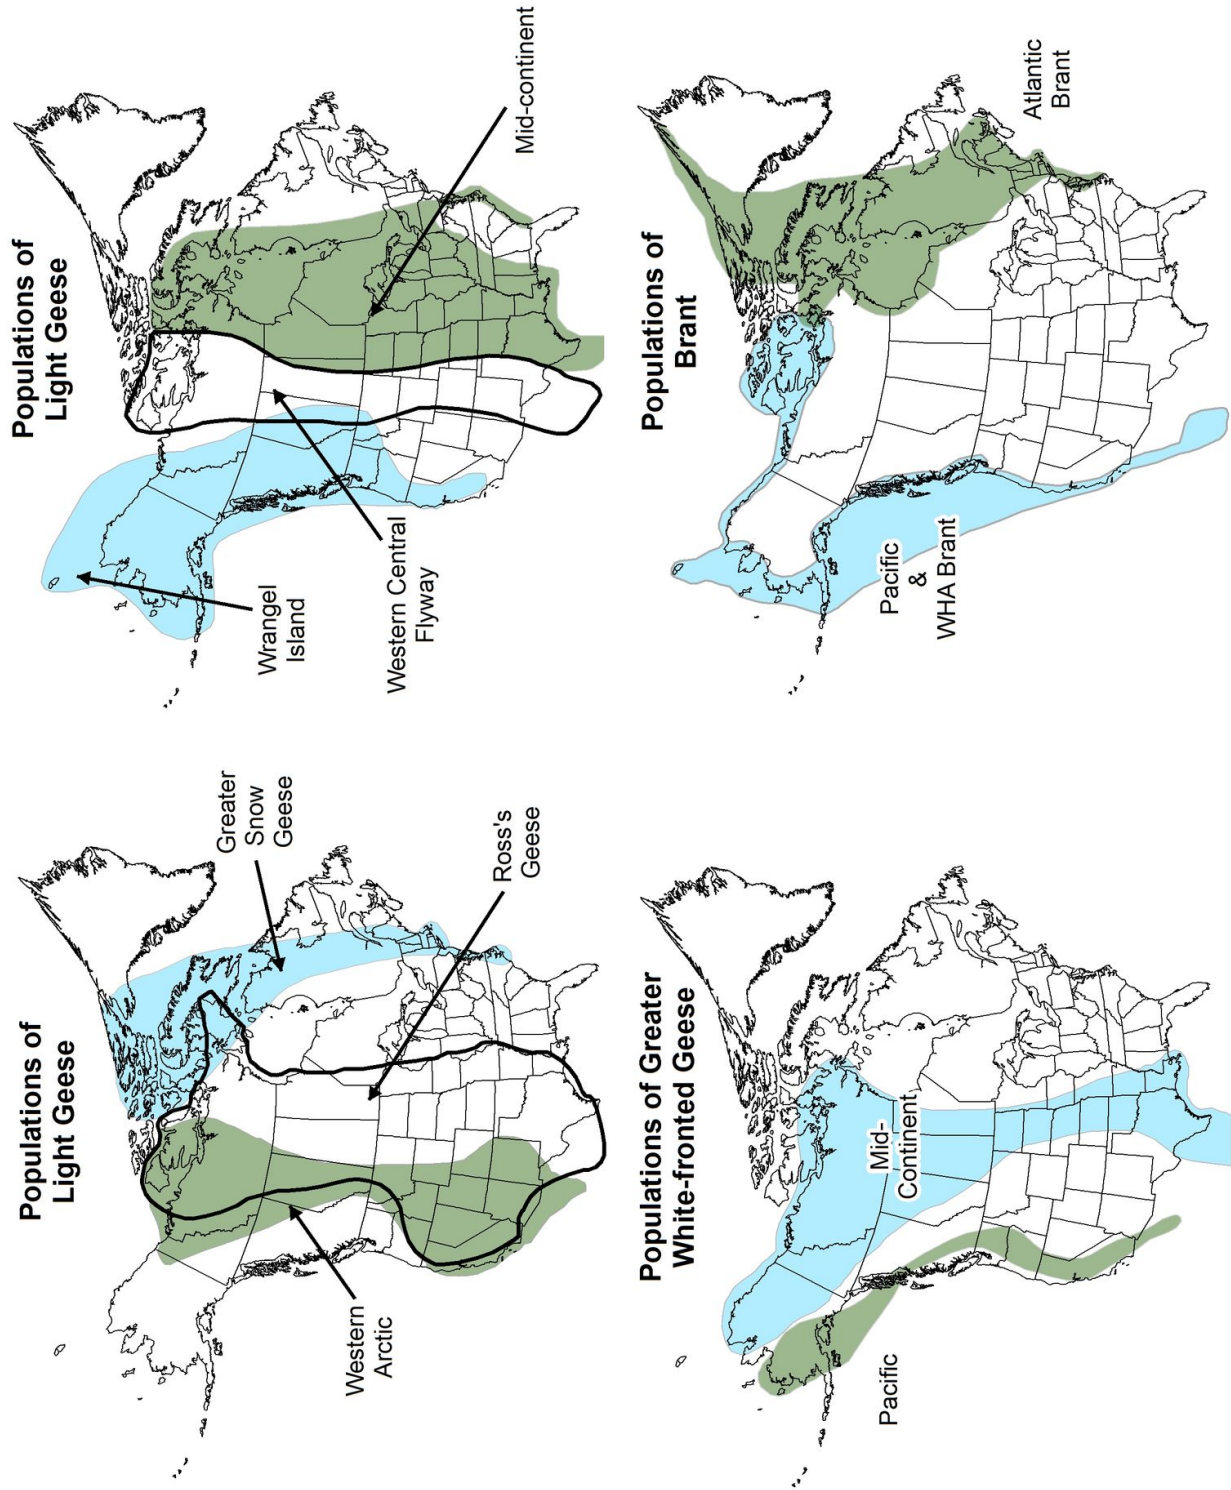 Populations of
Light Geese
Greater
Snow
Geese
Ross's
Geese
Western
Arctic
Populations of
Light Geese
Mid-continent
Wrangel
Island
Western Central
Flyway
Populations of Greater
White-fronted Geese
Mid-
Continent
Pacific
Populations of
Brant
Atlantic
Brant
Pacific
&
WHA Brant